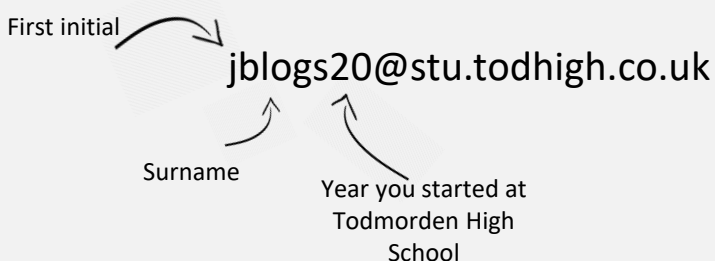 First initial
jblogs20@stu.todhigh.co.uk
Surname
Year you started at
Todmorden High
School